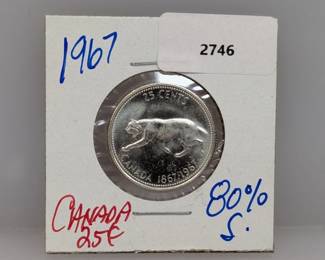 1967
2746
25 CENTS
CANADA 1867-1967
CANADA
25¢
80%
S.